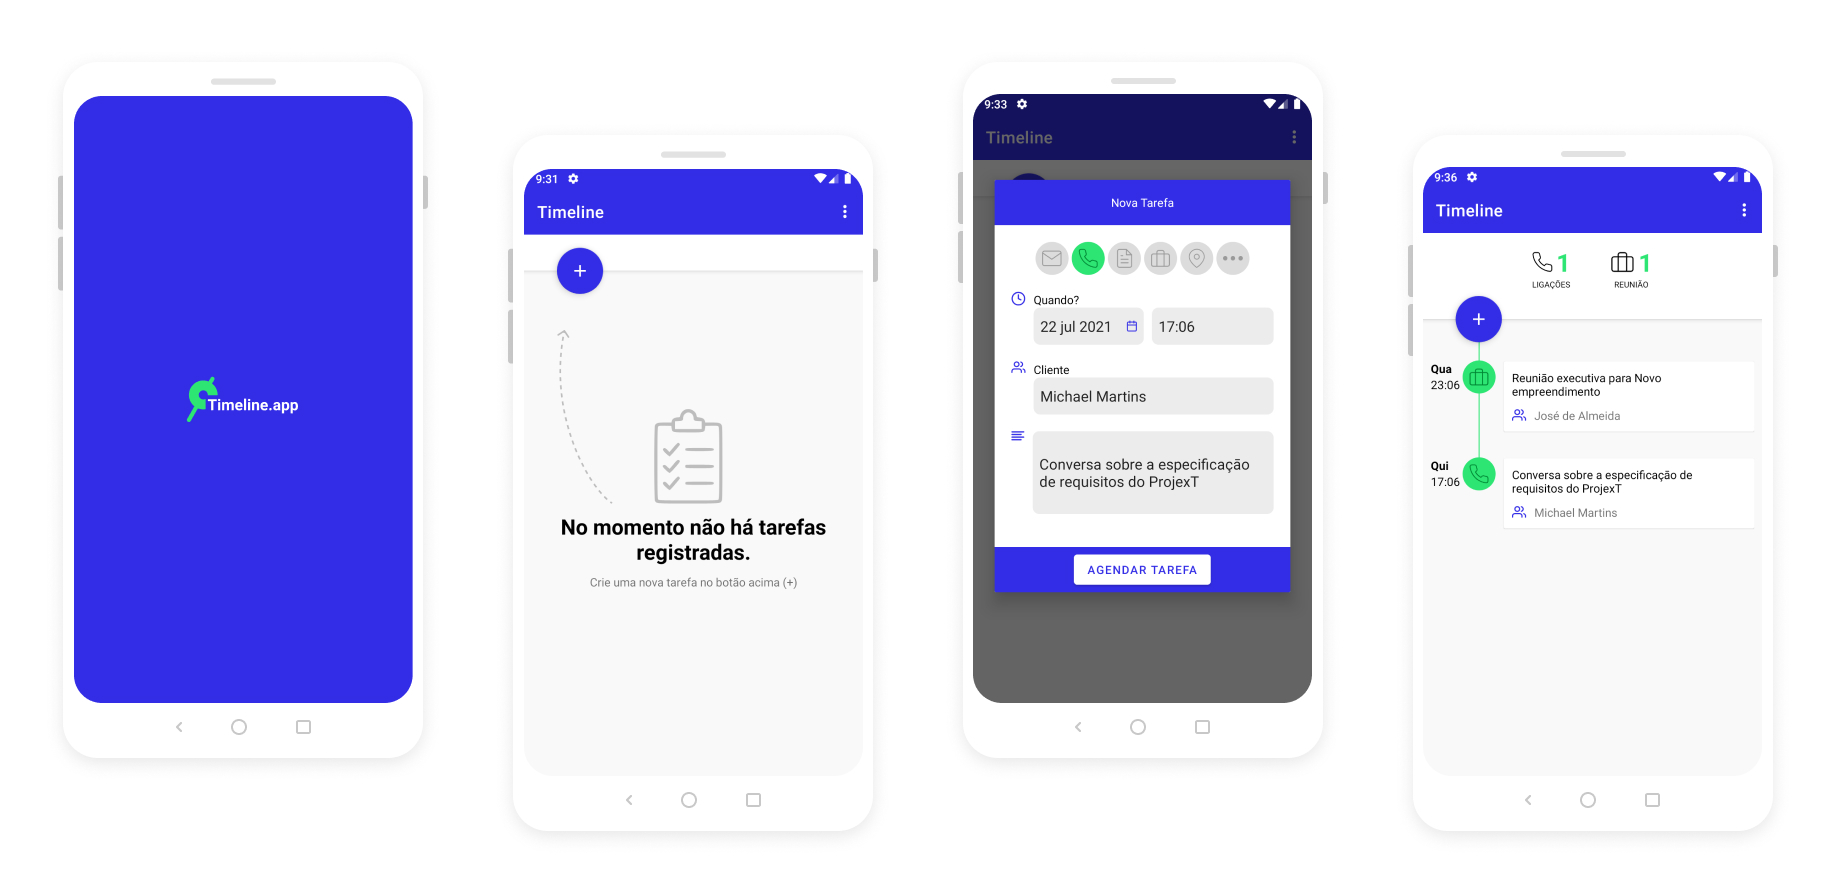 Timeline.app
9:31
Timeline
+
No momento não há tarefas
registradas.
Crie uma nova tarefa no botão acima (+)
9:33
Timeline
Nova Tarefa
Quando?
22 jul 2021
17:06
Cliente
Michael Martins
Conversa sobre a especificação
de requisitos do ProjexT
AGENDAR TAREFA
9:36
Timeline
1
LIGAÇÕES
1
REUNIÃO
+
Qua
23:06
Reunião executiva para Novo
empreendimento
José de Almeida
Qui
17:06
Conversa sobre a especificação de
requisitos do ProjexT
Michael Martins